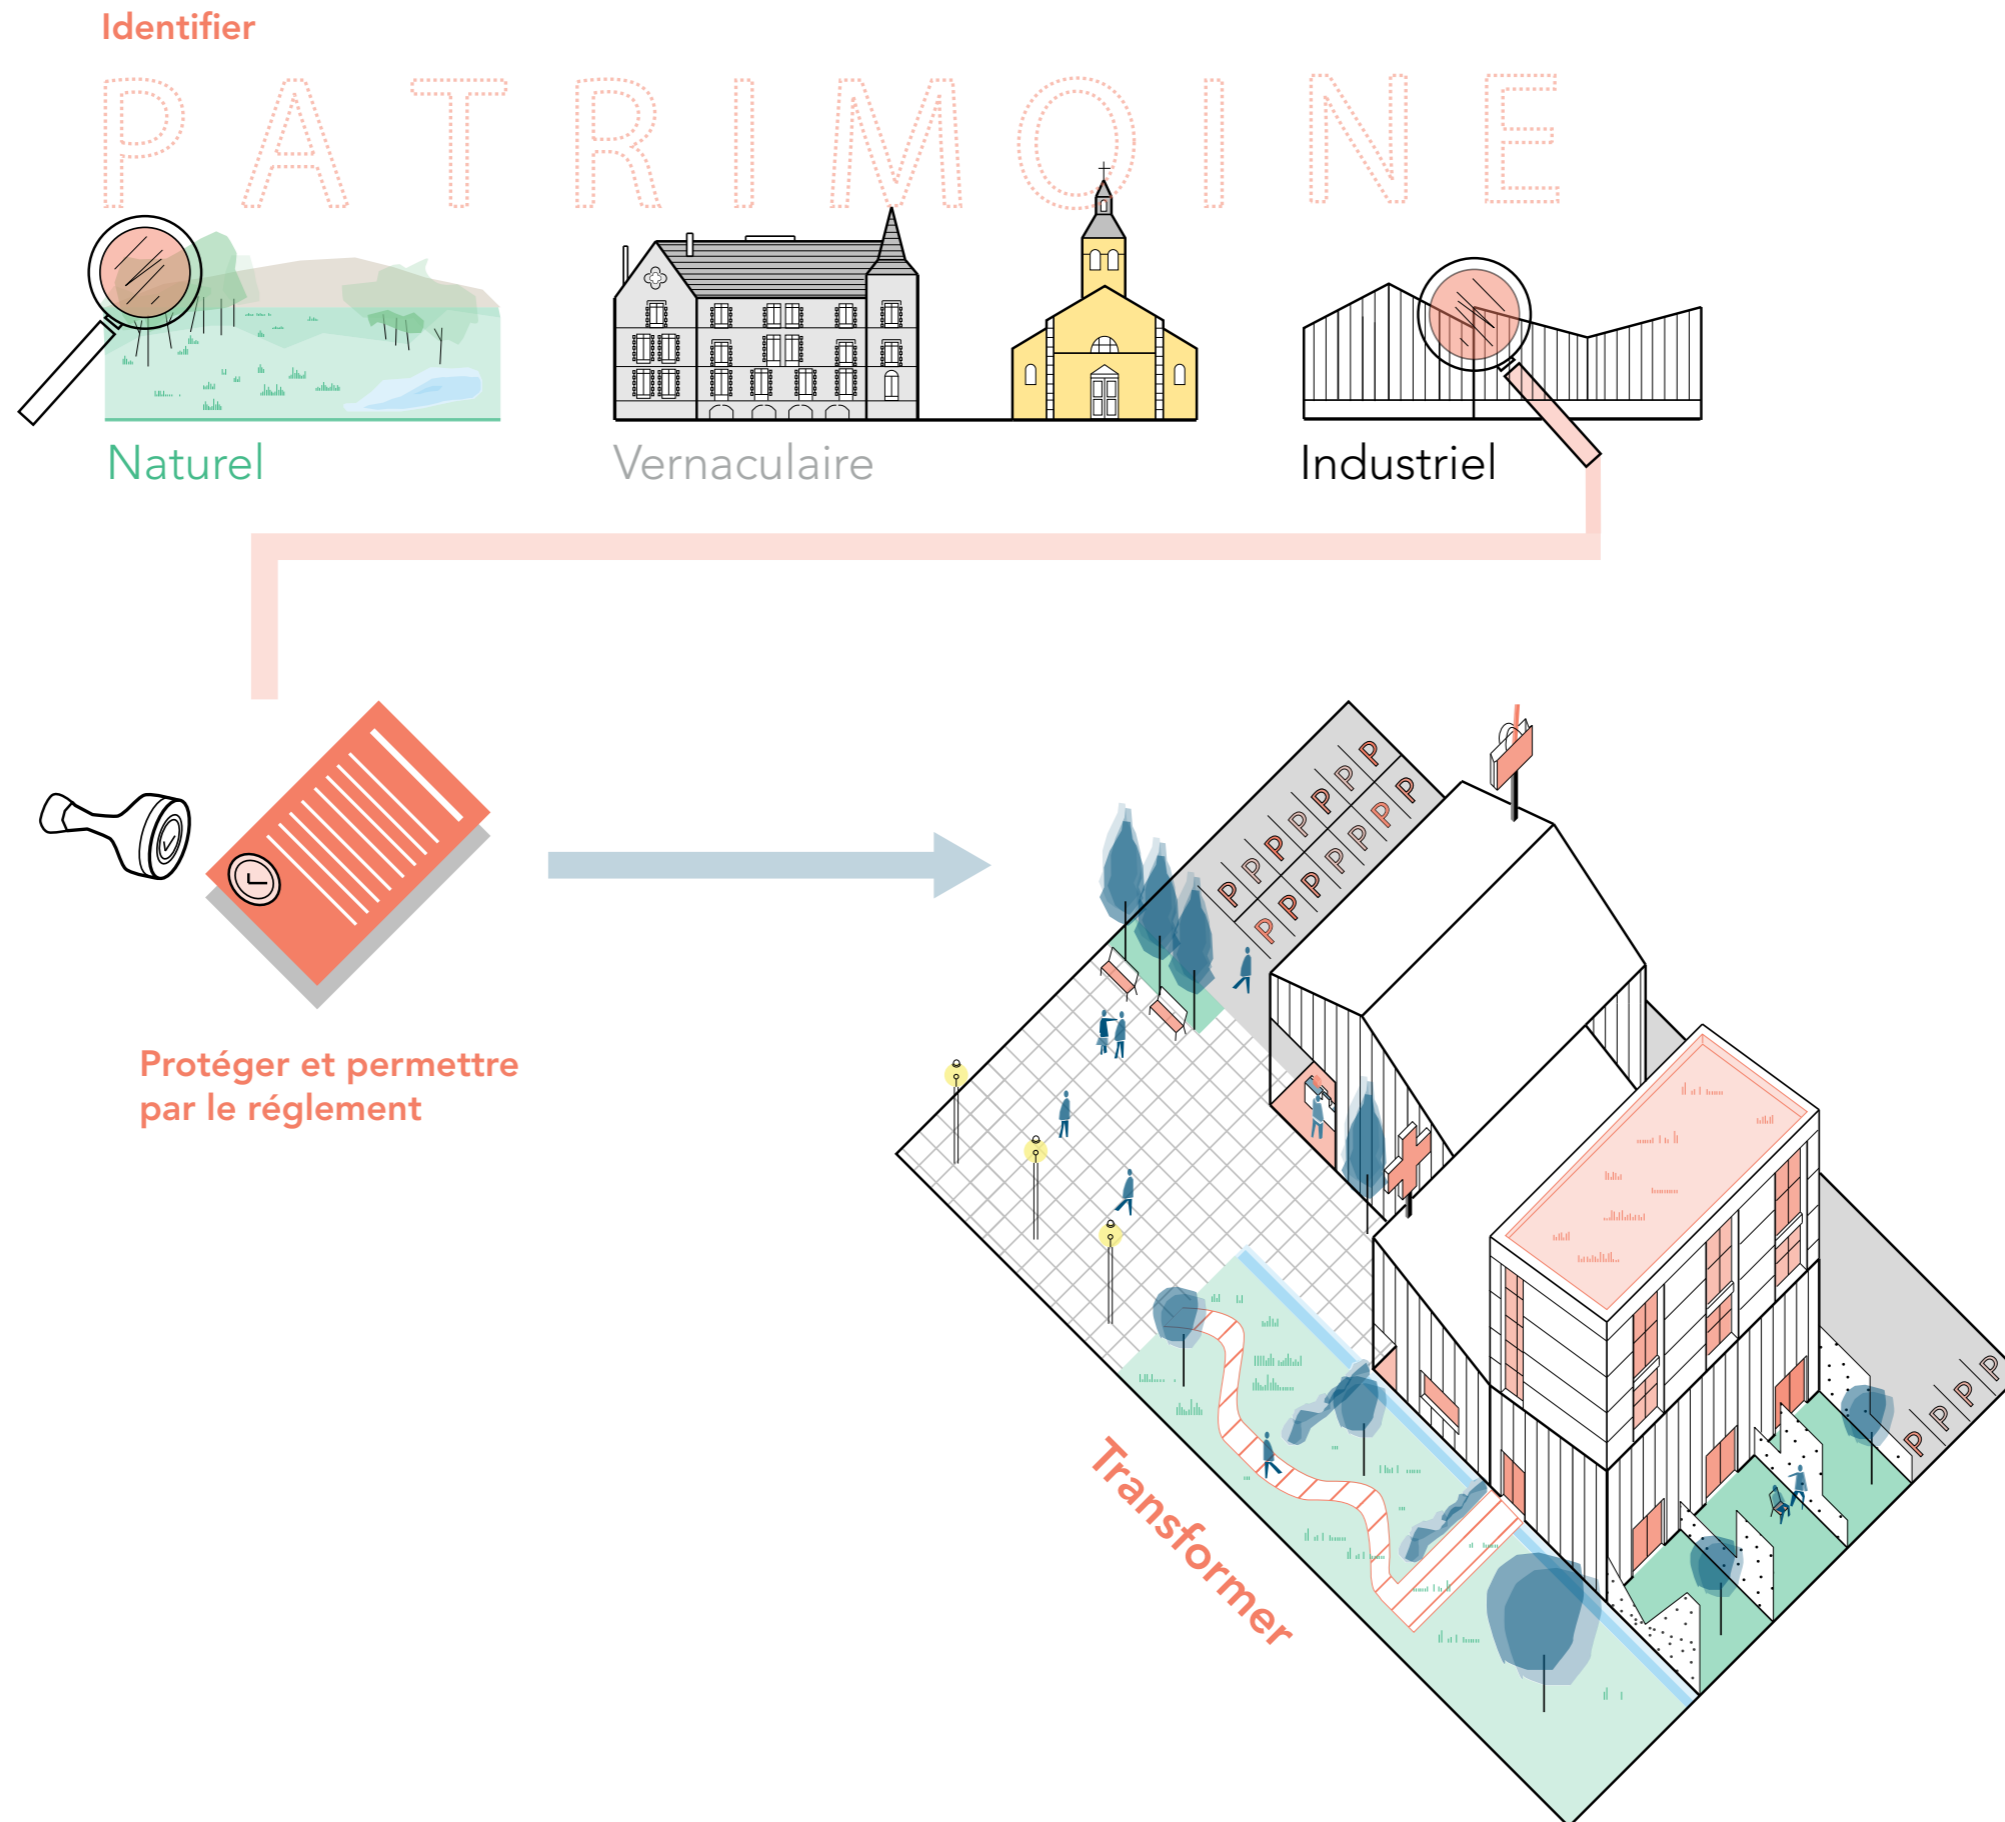 Identifier
PATRIMOINE
Naturel
Vernaculaire
Industriel
Protéger et permettre
par le réglement
P
P
P
P
P
P
P
P
P
P
P
P
P
P
Transformer
P
P
P
P